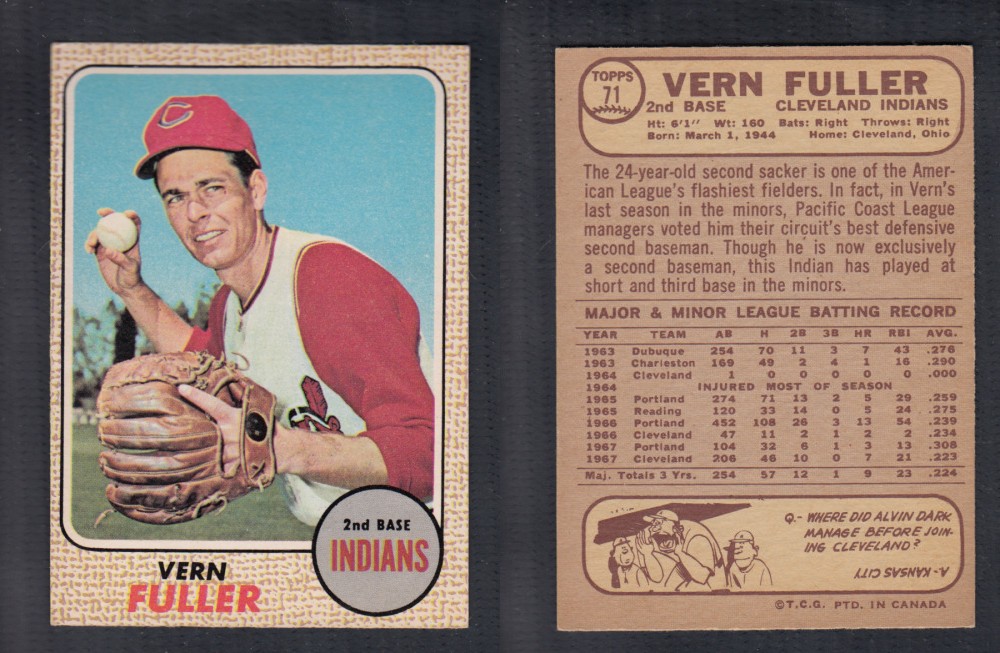 C
2nd BASE
INDIANS
VERN
FULLER
TOPPS
71
VERN FULLER
2nd BASE CLEVELAND INDIANS
Ht: 6'1" Wt: 160 Bats: Right Throws: Right
Born: March 1, 1944 Home: Cleveland, Ohio
The 24-year-old second sacker is one of the Amer-
ican League's flashiest fielders. In fact, in Vern's
last season in the minors, Pacific Coast League
managers voted him their circuit's best defensive
second baseman. Though he is now exclusively
a second baseman, this Indian has played at
short and third base in the minors.
MAJOR & MINOR LEAGUE BATTING RECORD
YEAR TEAM AB H 2B 3B HR RBI AVG.
1963 Dubuque 254 70 11 3 7 43 .276
1963 Charleston 169 49 2 4 1 16 .290
1964 Cleveland 1 0 0 0 0 0 .000
1964 INJURED MOST OF SEASON
1965 Portland 274 71 13 2 5 29 .259
1965 Reading 120 33 14 0 5 24 .275
1966 Portland 452 108 26 3 13 54 .239
1966 Cleveland 47 11 2 1 2 2 .234
1967 Portland 104 32 6 1 3 13 .308
1967 Cleveland 206 46 10 0 7 21 .223
Maj. Totals 3 Yrs. 254 57 12 1 9 23 .224
Q.- WHERE DID ALVIN DARK
MANAGE BEFORE JOIN-
ING CLEVELAND?
A.- KANSAS CITY
©T.C.G. PTD. IN CANADA